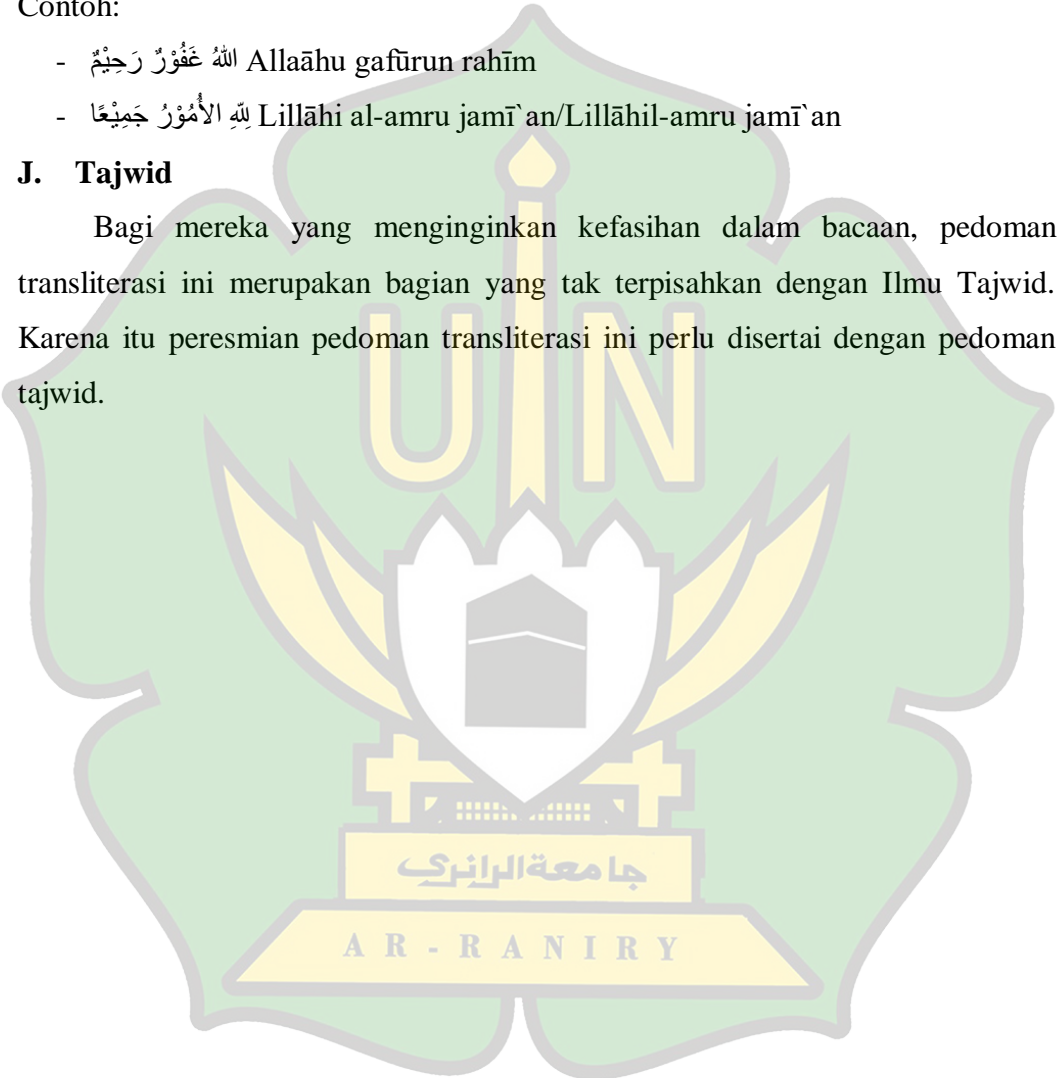 Contoh:
- اللهُ غَفُوْرٌ رَحِيْمٌ Allaāhu gafūrun rahīm
- لِلّهِ الأُمُوْرُ جَمِيْعًا Lillāhi al-amru jamī`an/Lillāhil-amru jamī`an
J. Tajwid
Bagi mereka yang menginginkan kefasihan dalam bacaan, pedoman
transliterasi ini merupakan bagian yang tak terpisahkan dengan Ilmu Tajwid.
Karena itu peresmian pedoman transliterasi ini perlu disertai dengan pedoman
tajwid.
UIN
جامعة الرانري
AR-RANIRY